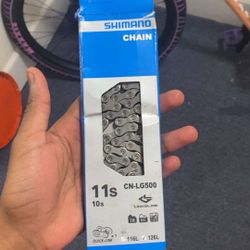 SHIMANO
CHAIN
11s
CN-LG500
10s
LINKGLIDE
QUICK-LINK
116L
126L